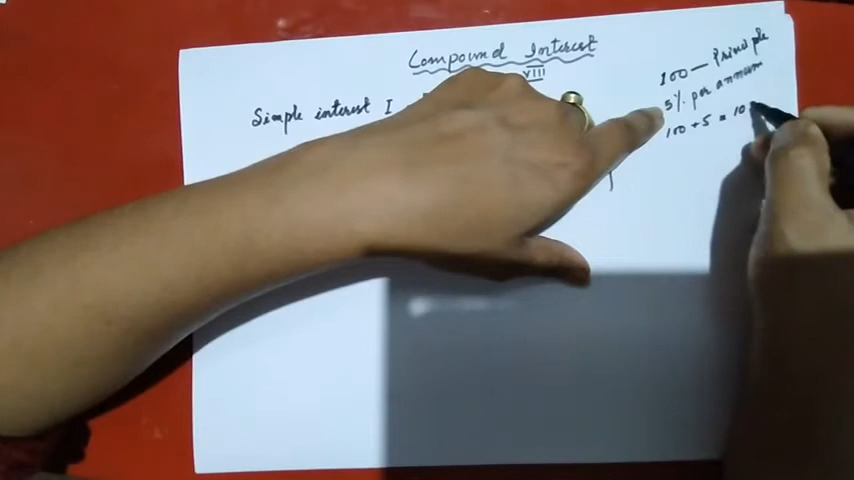 Compound Interest
VIII
Simple interest I
100 — Principle
5% per annum
100 + 5 = 10